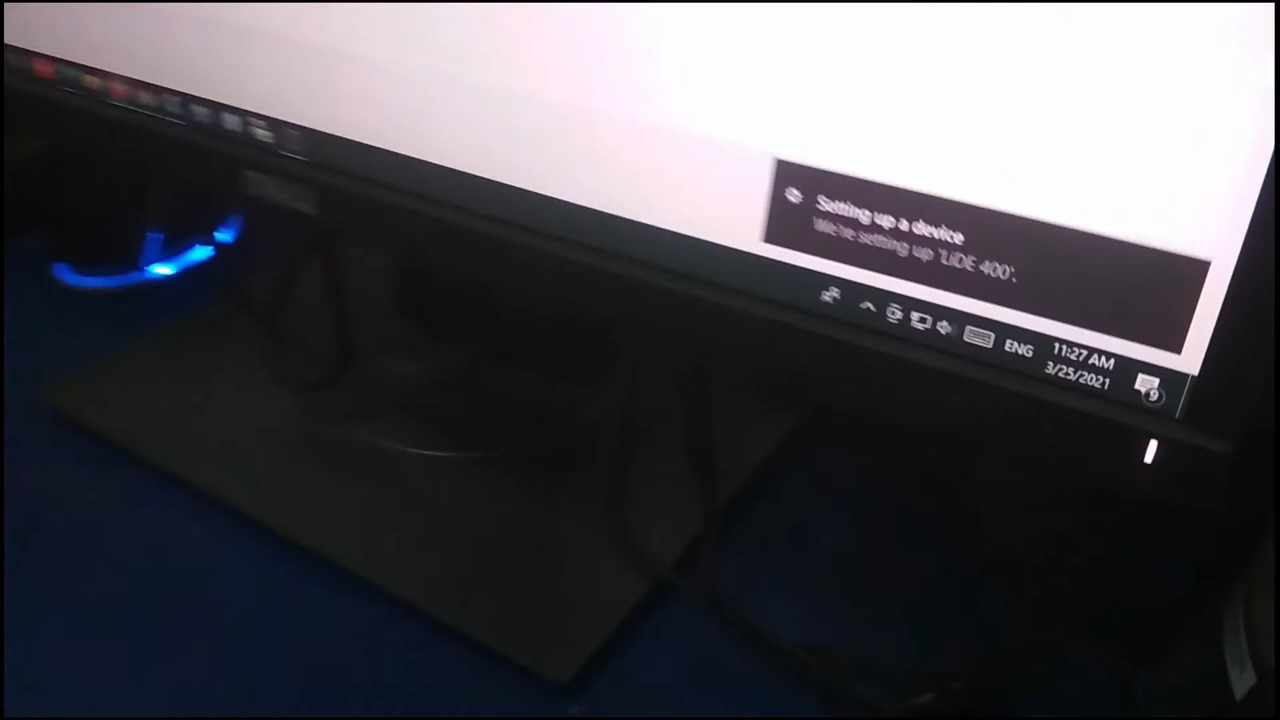 Setting up a device
We're setting up 'LiDE 400'.
ENG
11:27 AM
3/25/2021
9